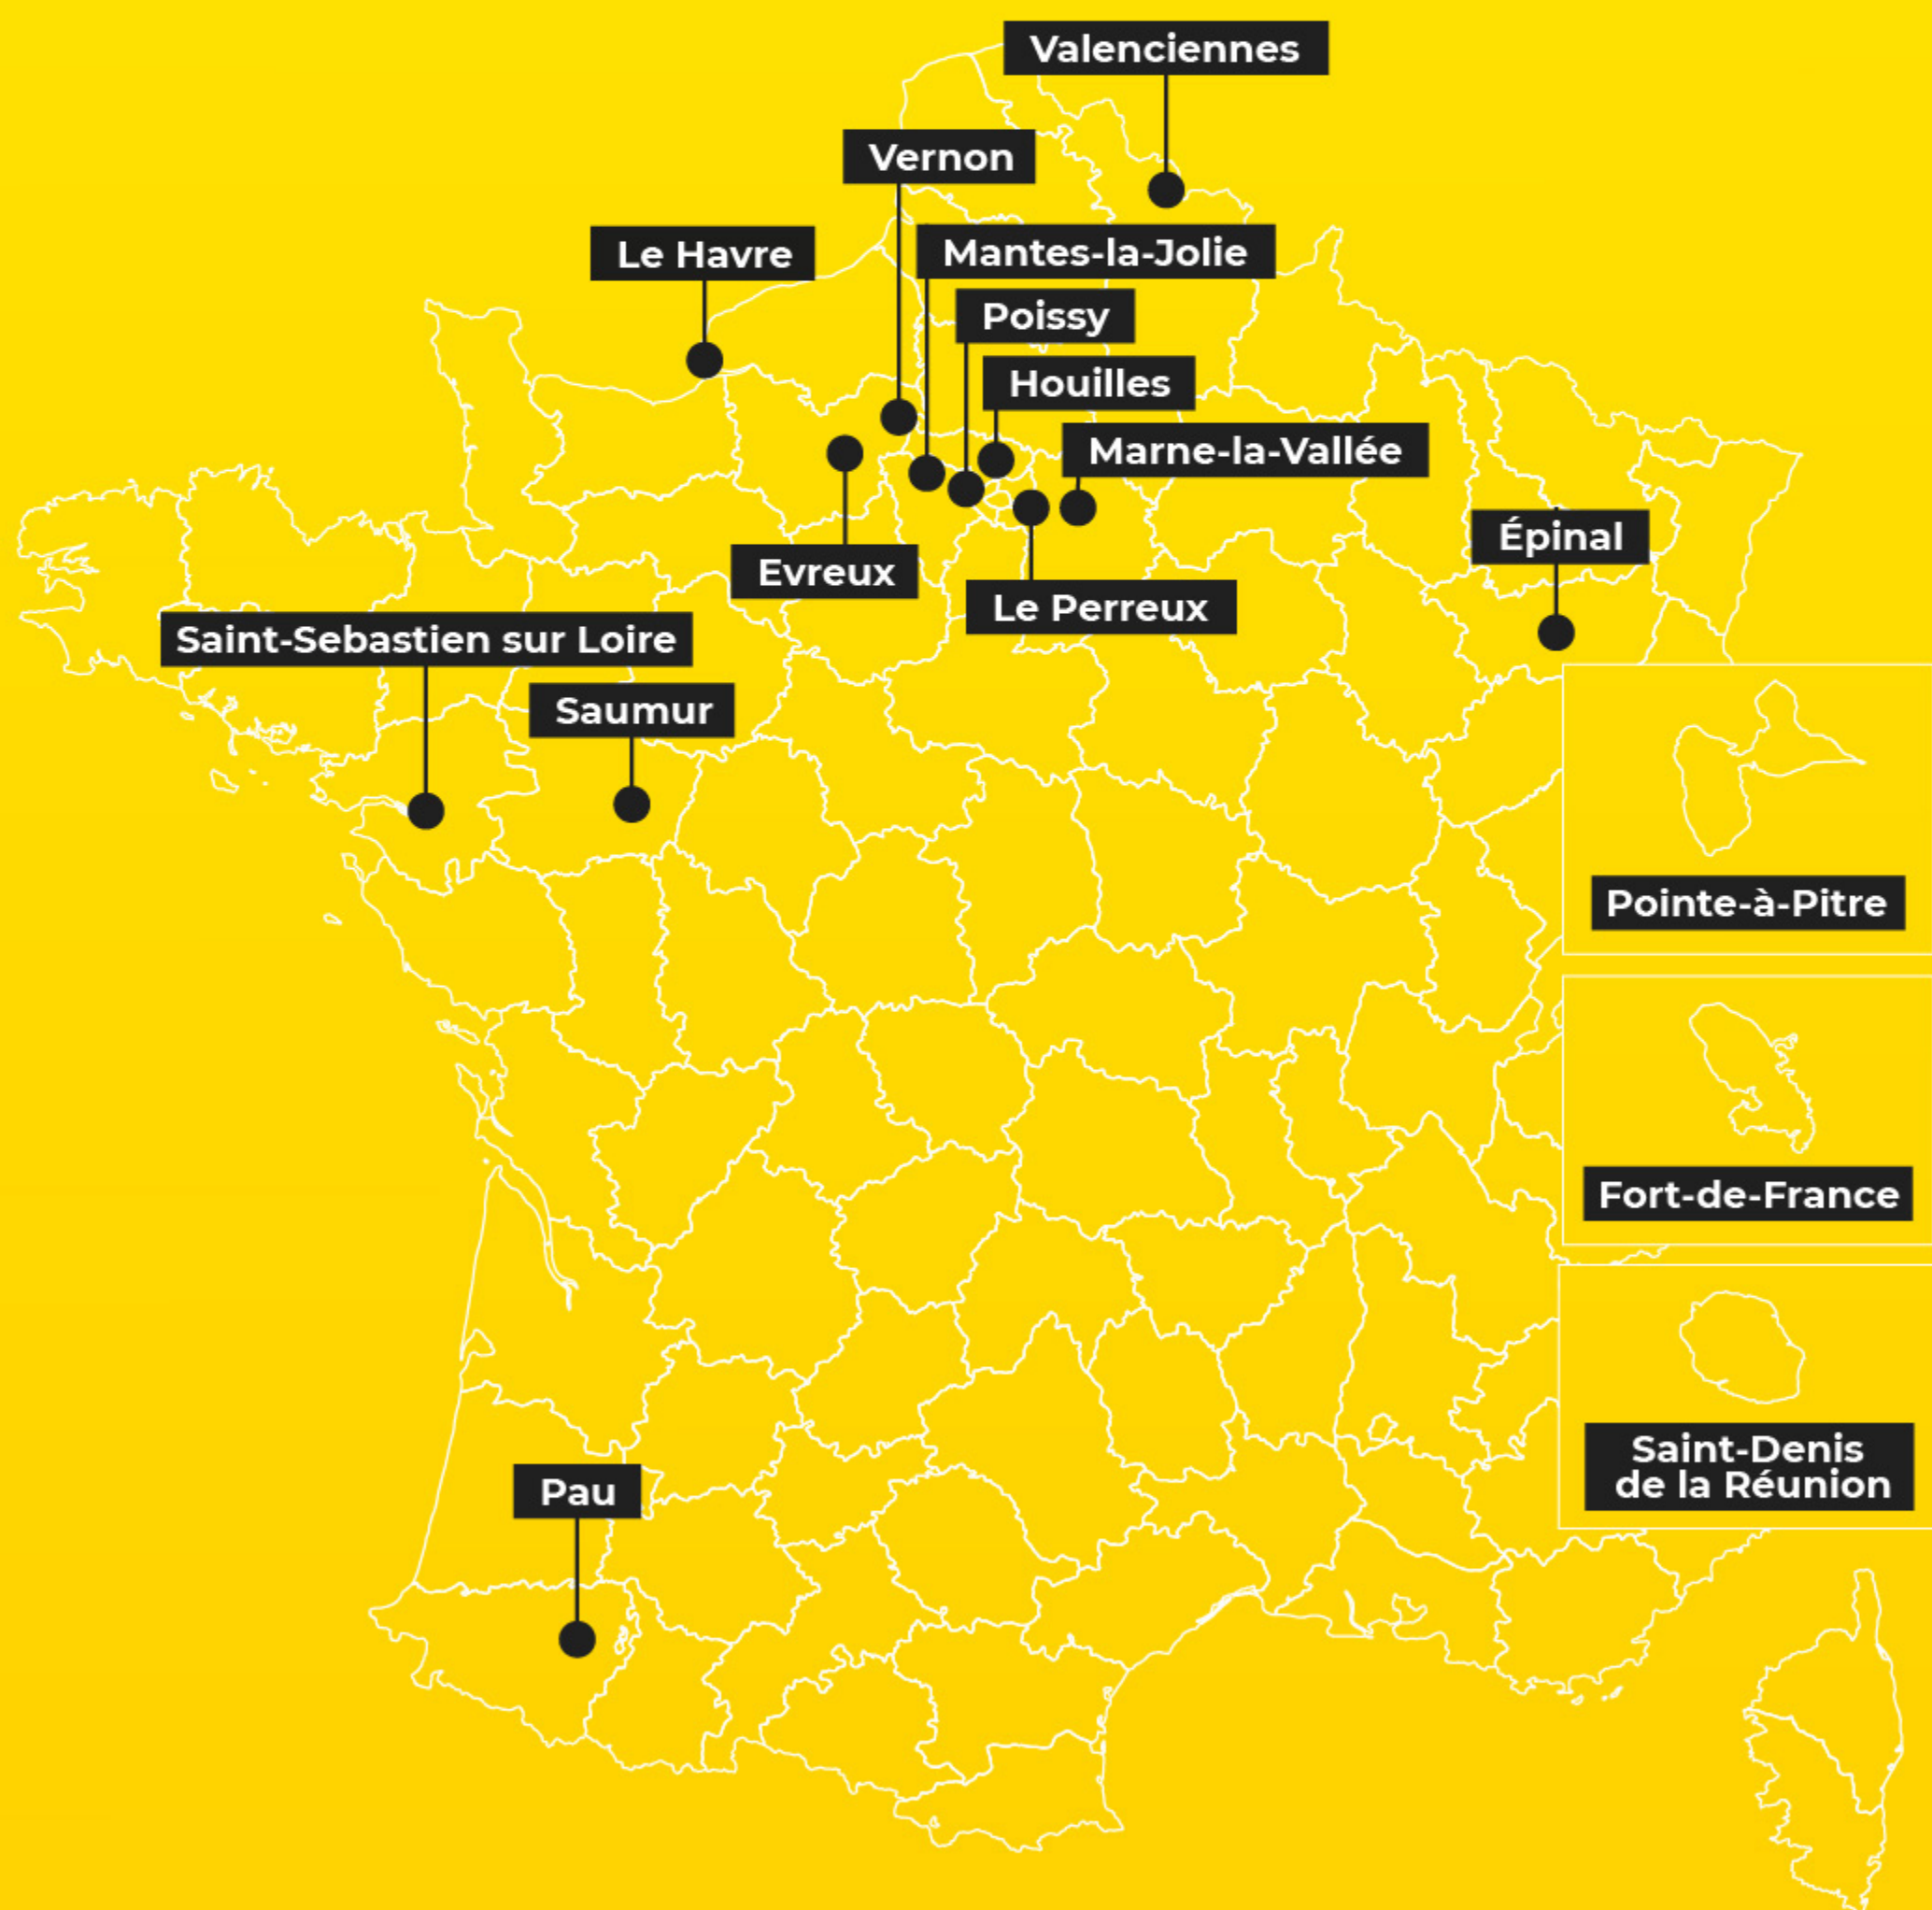 Valenciennes
Vernon
Le Havre
Mantes-la-Jolie
Poissy
Houilles
Marne-la-Vallée
Épinal
Evreux
Le Perreux
Saint-Sebastien sur Loire
Saumur
Pointe-à-Pitre
Fort-de-France
Saint-Denis
de la Réunion
Pau